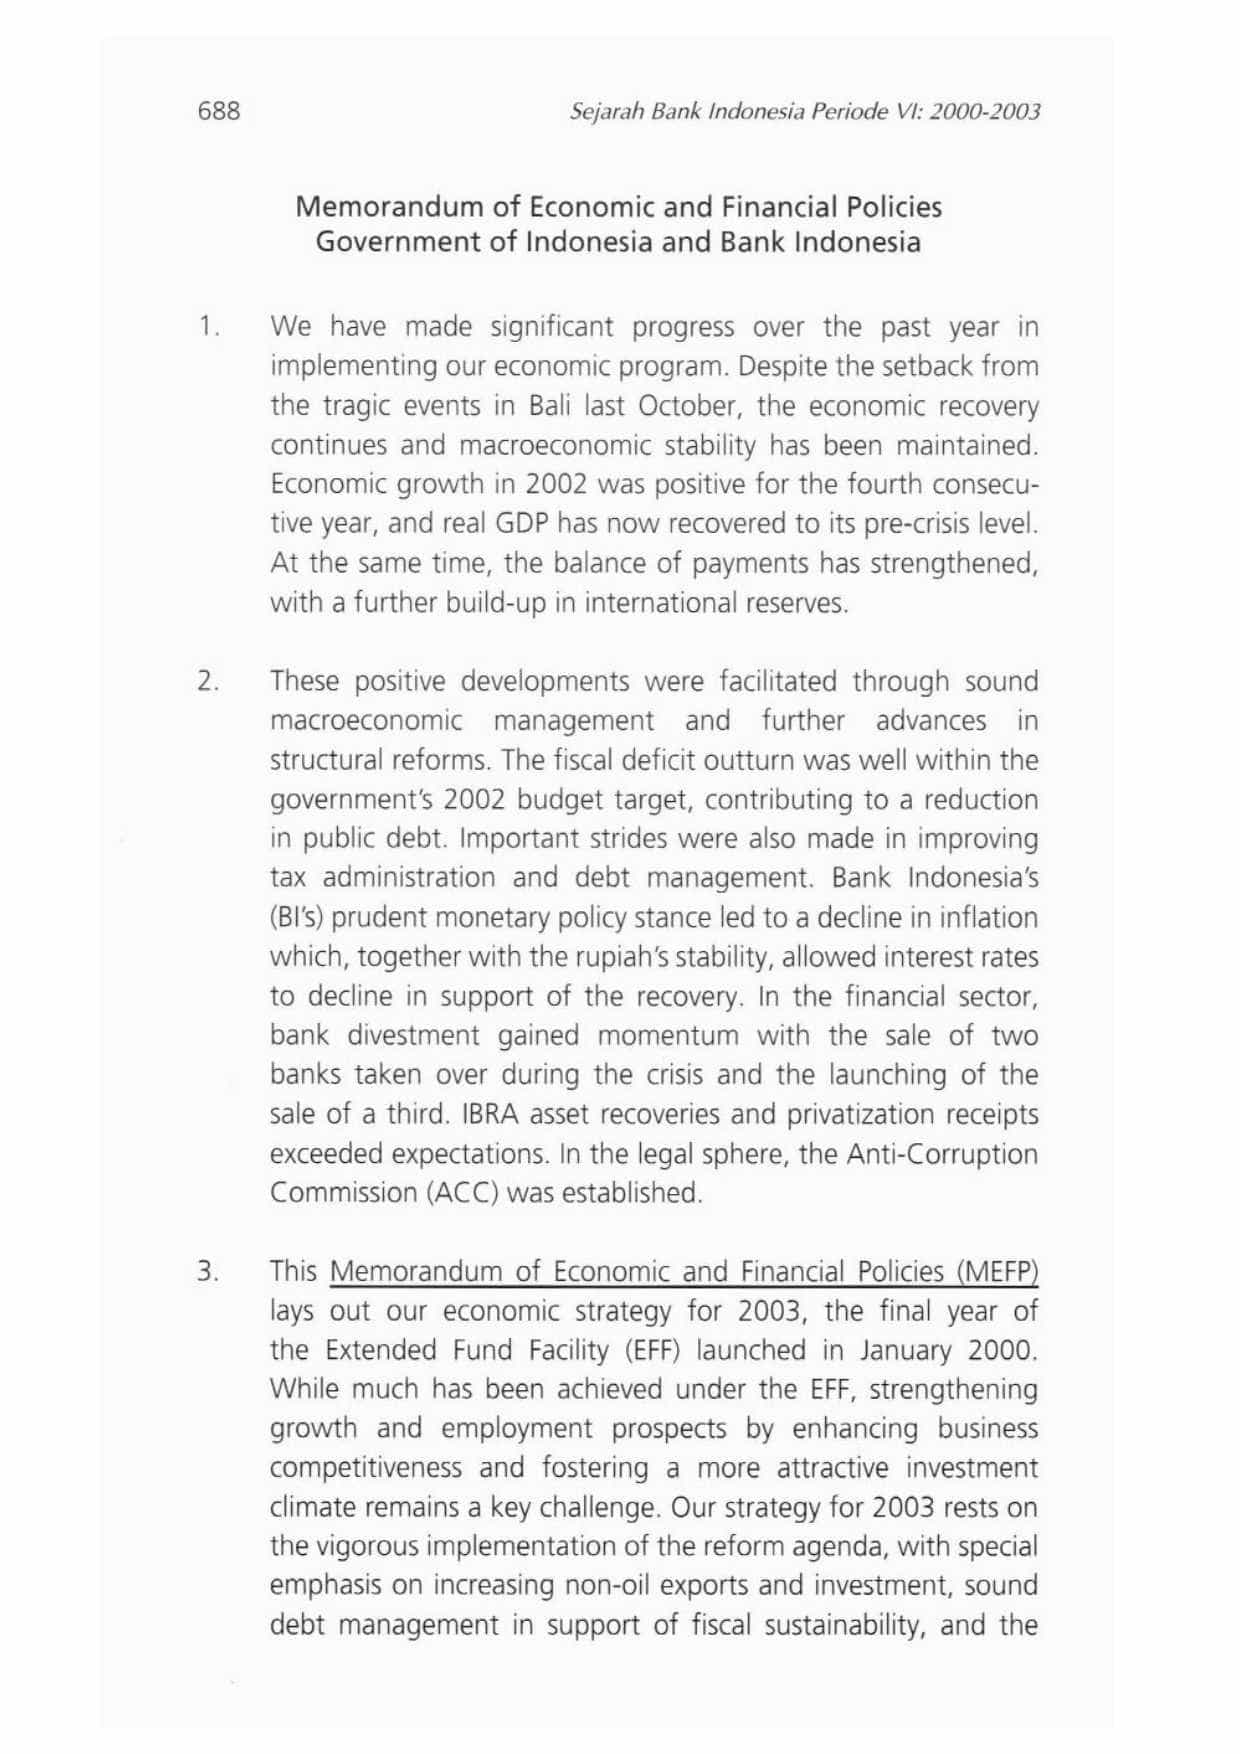 688
Sejarah Bank Indonesia Periode VI: 2000-2003
Memorandum of Economic and Financial Policies
Government of Indonesia and Bank Indonesia
1. We have made significant progress over the past year in
implementing our economic program. Despite the setback from
the tragic events in Bali last October, the economic recovery
continues and macroeconomic stability has been maintained.
Economic growth in 2002 was positive for the fourth consecu-
tive year, and real GDP has now recovered to its pre-crisis level.
At the same time, the balance of payments has strengthened,
with a further build-up in international reserves.
2. These positive developments were facilitated through sound
macroeconomic management and further advances in
structural reforms. The fiscal deficit outturn was well within the
government's 2002 budget target, contributing to a reduction
in public debt. Important strides were also made in improving
tax administration and debt management. Bank Indonesia's
(BI's) prudent monetary policy stance led to a decline in inflation
which, together with the rupiah's stability, allowed interest rates
to decline in support of the recovery. In the financial sector,
bank divestment gained momentum with the sale of two
banks taken over during the crisis and the launching of the
sale of a third. IBRA asset recoveries and privatization receipts
exceeded expectations. In the legal sphere, the Anti-Corruption
Commission (ACC) was established.
3. This Memorandum of Economic and Financial Policies (MEFP)
lays out our economic strategy for 2003, the final year of
the Extended Fund Facility (EFF) launched in January 2000.
While much has been achieved under the EFF, strengthening
growth and employment prospects by enhancing business
competitiveness and fostering a more attractive investment
climate remains a key challenge. Our strategy for 2003 rests on
the vigorous implementation of the reform agenda, with special
emphasis on increasing non-oil exports and investment, sound
debt management in support of fiscal sustainability, and the